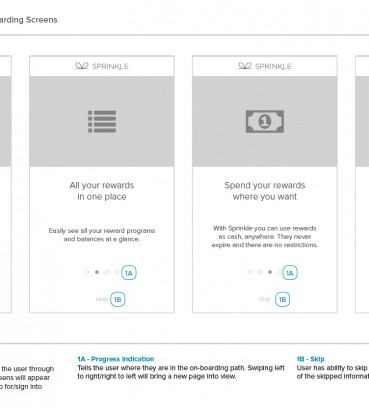 arding Screens
SPRINKLE
All your rewards
in one place
Easily see all your reward programs
and balances at a glance.
1A
skip
1B
SPRINKLE
1
Spend your rewards
where you want
With Sprinkle you can use rewards
as cash, anywhere. They never
expire and there are no restrictions.
1A
skip
1B
the user through
eens will appear
o for/sign into
1A - Progress Indication
Tells the user where they are in the on-boarding path. Swiping left
to right/right to left will bring a new page into view.
1B - Skip
User has ability to skip
of the skipped informat